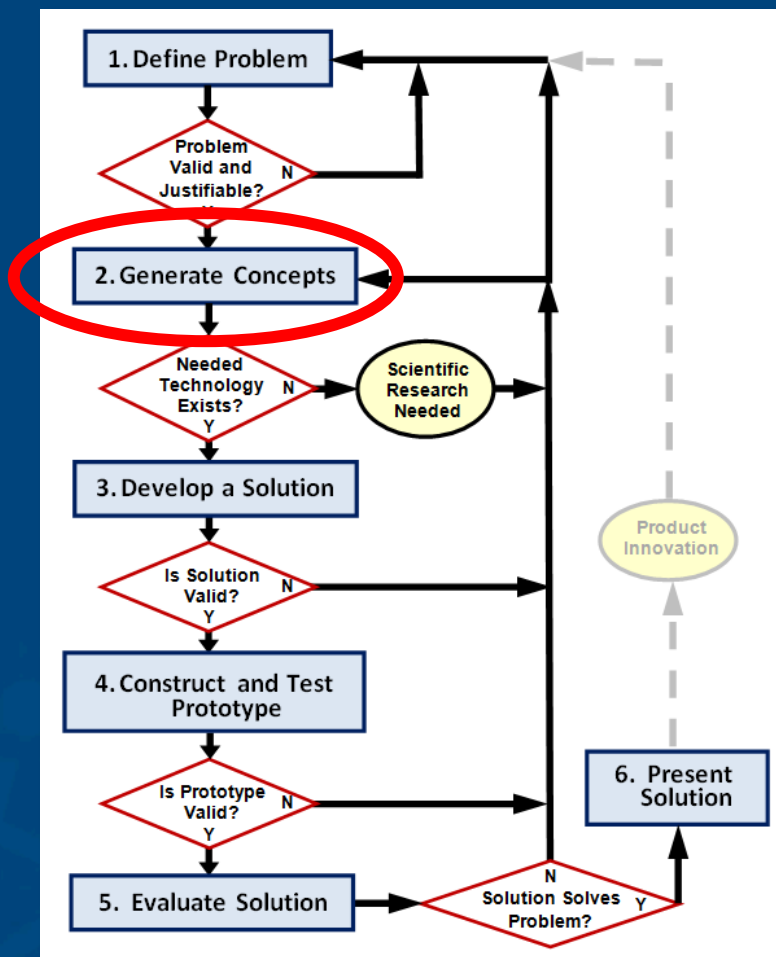 1. Define Problem
Problem
Valid and
Justifiable?
N
2. Generate Concepts
Needed
Technology
Exists?
N
Y
Scientific
Research
Needed
3. Develop a Solution
Is Solution
Valid?
N
Y
4. Construct and Test
Prototype
Is Prototype
Valid?
N
Y
5. Evaluate Solution
N
Solution Solves
Problem?
Y
6. Present
Solution
Product
Innovation